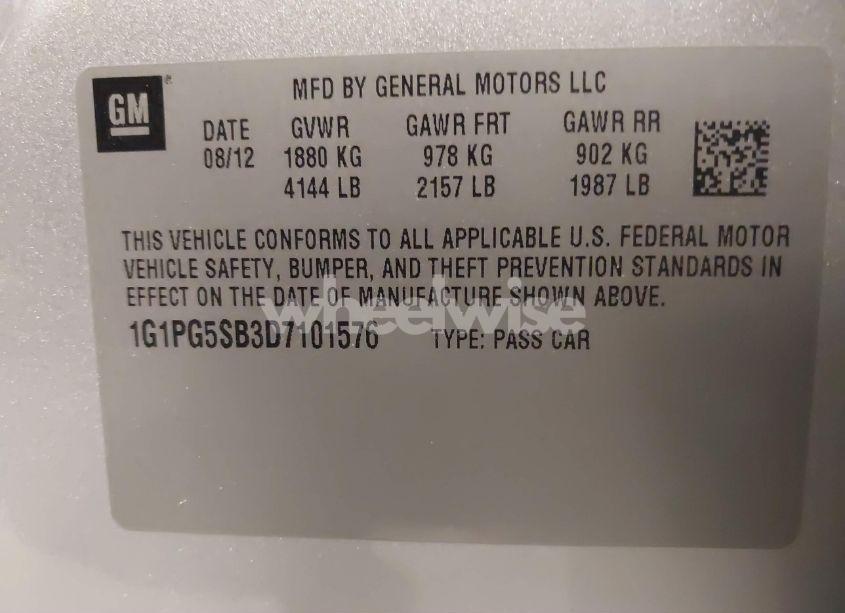 GM
MFD BY GENERAL MOTORS LLC
DATE GVWR GAWR FRT GAWR RR
08/12 1880 KG 978 KG 902 KG
4144 LB 2157 LB 1987 LB
THIS VEHICLE CONFORMS TO ALL APPLICABLE U.S. FEDERAL MOTOR
VEHICLE SAFETY, BUMPER, AND THEFT PREVENTION STANDARDS IN
EFFECT ON THE DATE OF MANUFACTURE SHOWN ABOVE.
wheelwise
1G1PG5SB3D7101576 TYPE: PASS CAR